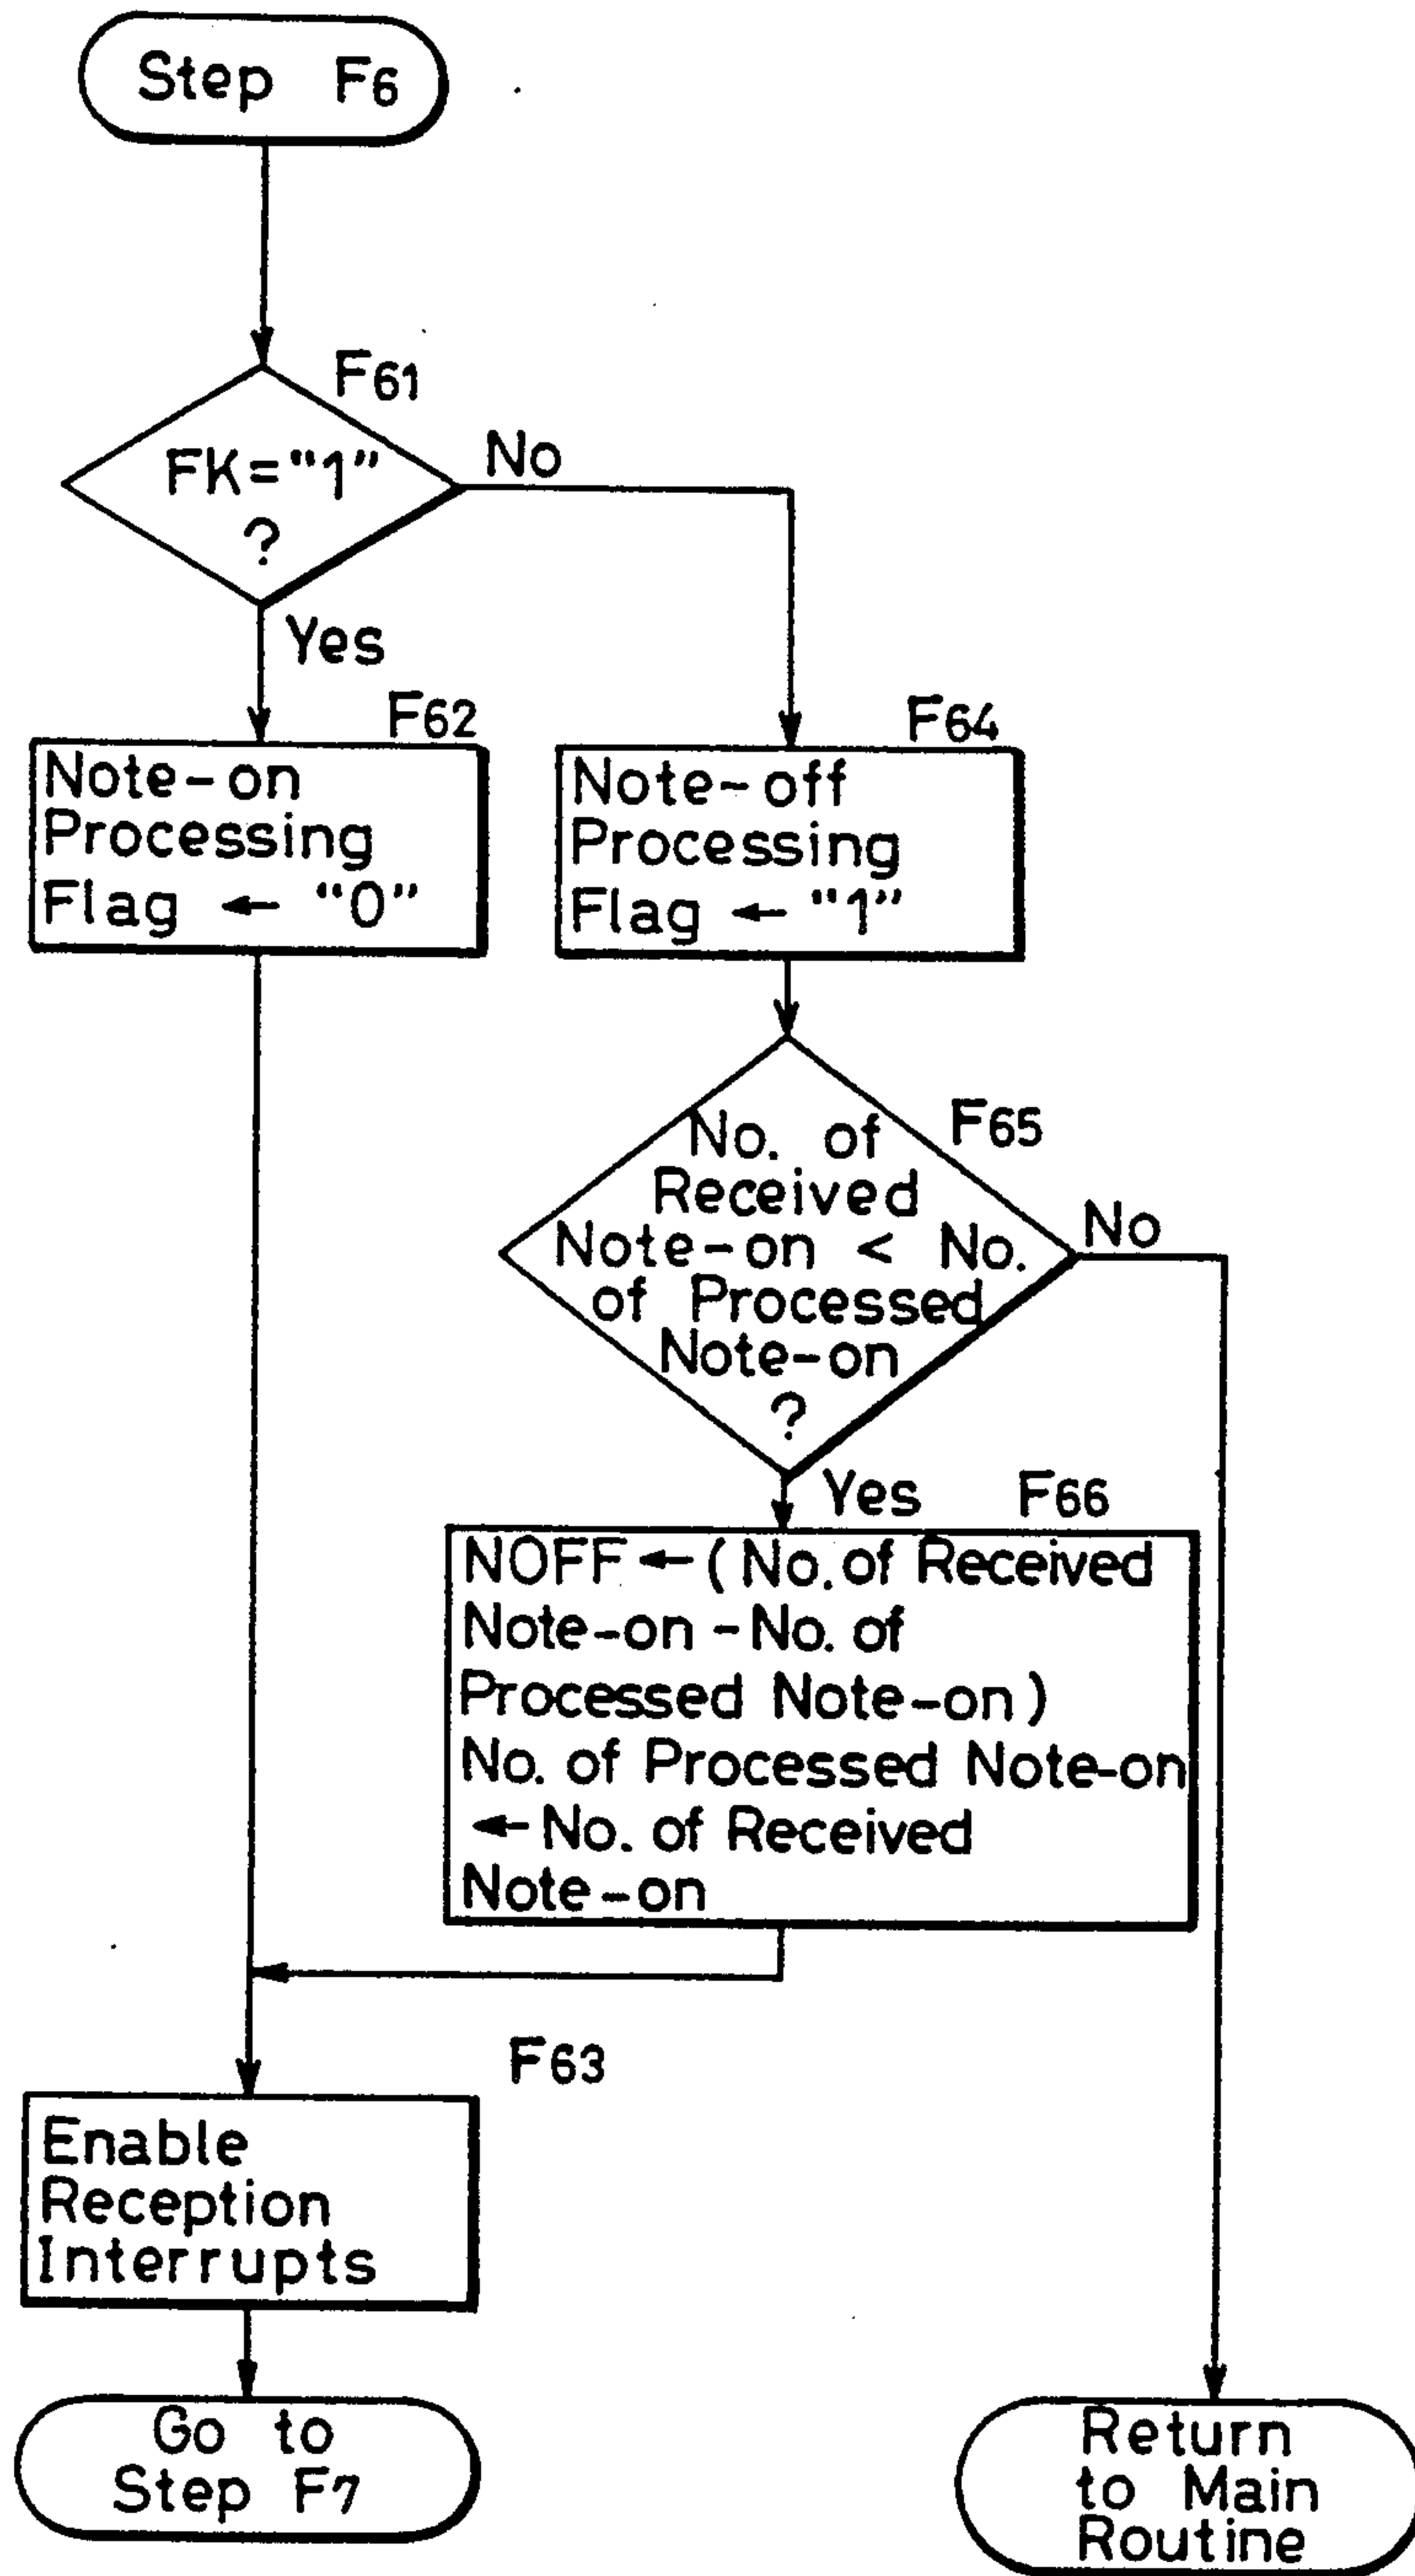 Step F6
F61
FK="1"
?
No
Yes
F62
Note-on
Processing
Flag ← "0"
F64
Note-off
Processing
Flag ← "1"
F65
No. of
Received
Note-on < No.
of Processed
Note-on
?
No
Yes
F66
NOFF ← (No. of Received
Note-on - No. of
Processed Note-on)
No. of Processed Note-on
← No. of Received
Note-on
F63
Enable
Reception
Interrupts
Go to
Step F7
Return
to Main
Routine